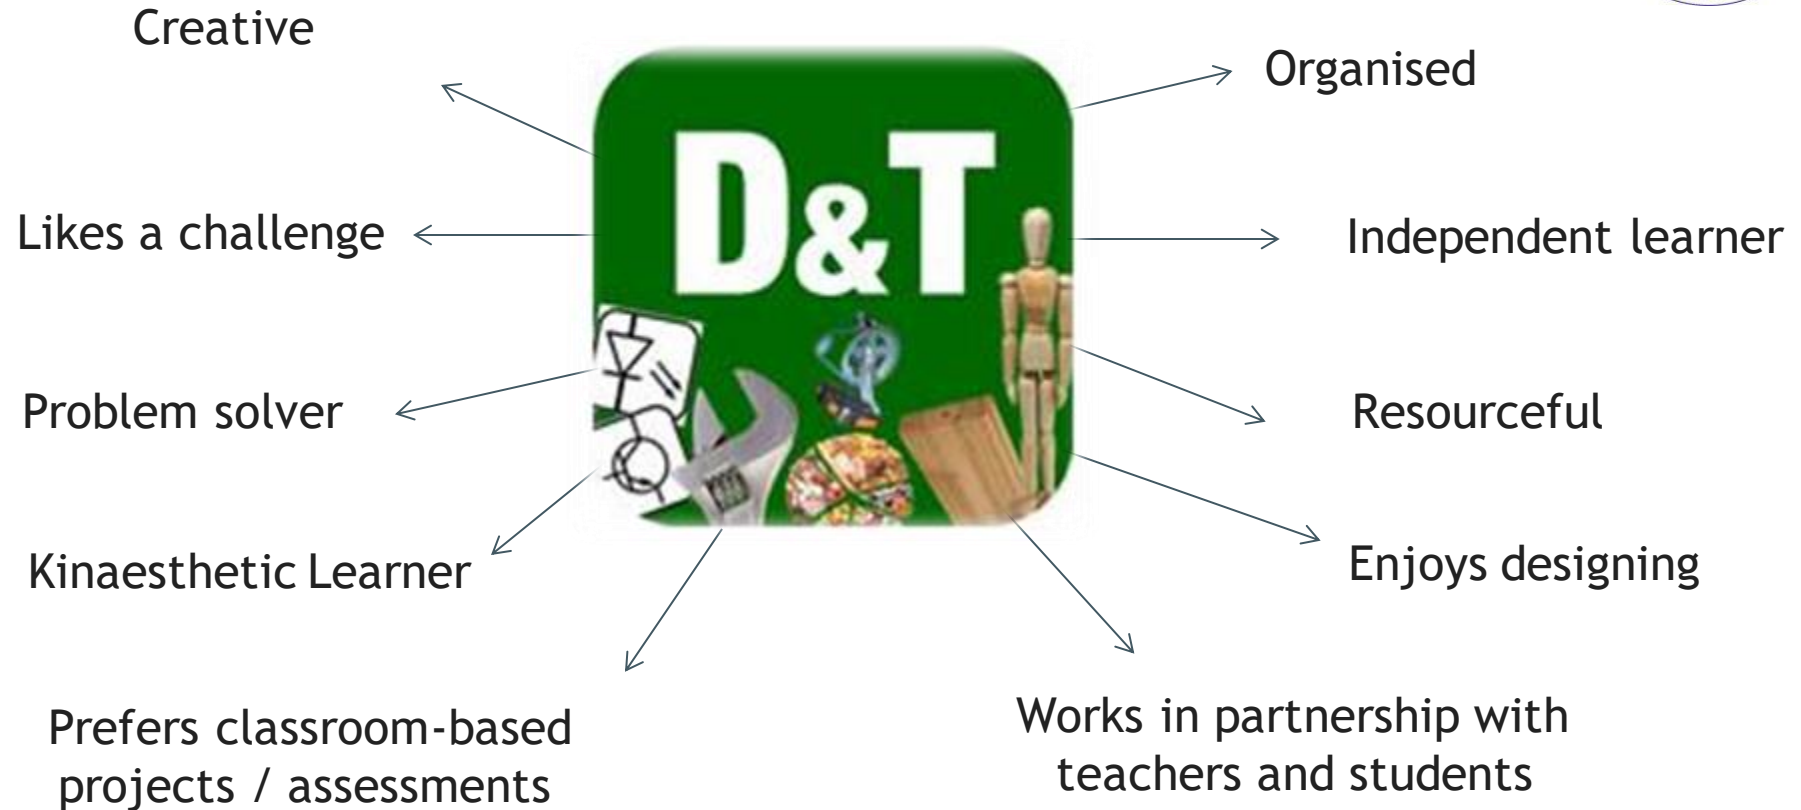 Creative
Organised
D&T
Likes a challenge
Independent learner
Problem solver
Resourceful
Kinaesthetic Learner
Enjoys designing
Prefers classroom-based
projects / assessments
Works in partnership with
teachers and students